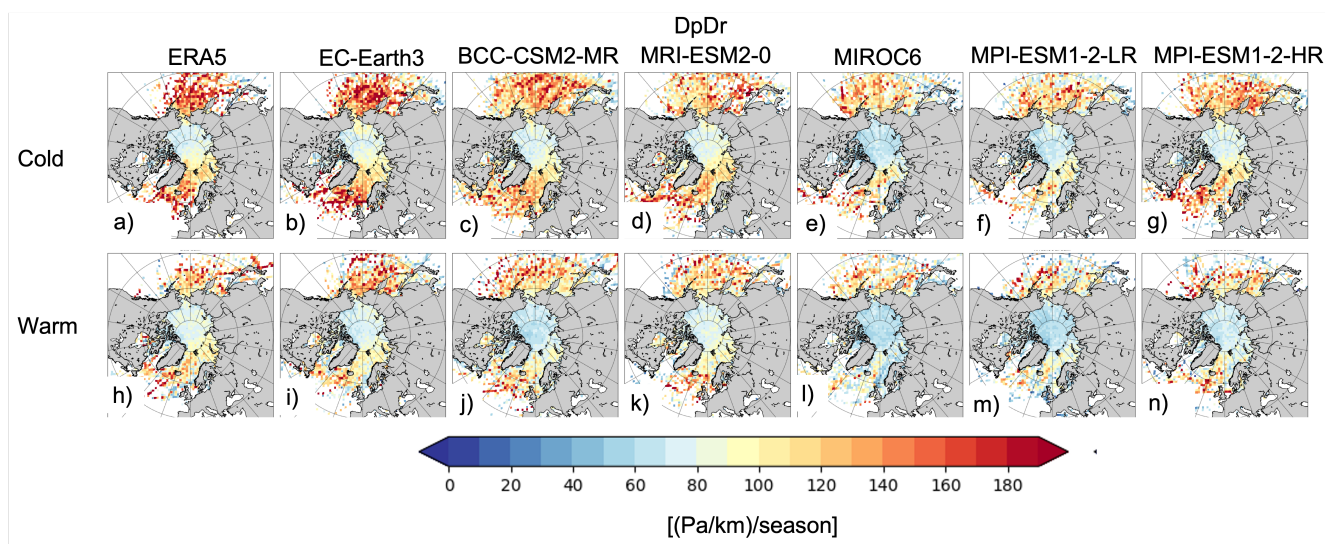 DpDr
ERA5 EC-Earth3 BCC-CSM2-MR MRI-ESM2-0 MIROC6 MPI-ESM1-2-LR MPI-ESM1-2-HR
Cold
a) b) c) d) e) f) g)
Warm
h) i) j) k) l) m) n)
0 20 40 60 80 100 120 140 160 180
[(Pa/km)/season]